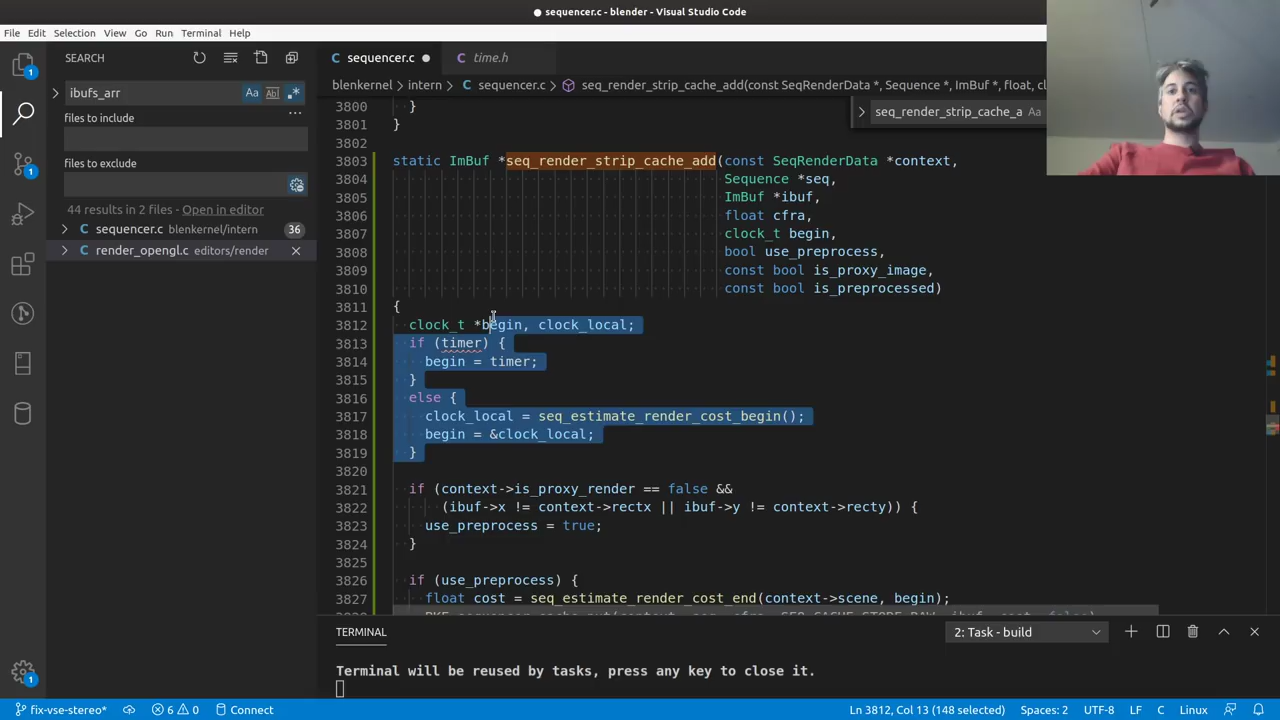 ● sequencer.c - blender - Visual Studio Code
File Edit Selection View Go Run Terminal Help
SEARCH
ibufs_arr
files to include
files to exclude
44 results in 2 files - Open in editor
sequencer.c blenkernel/intern 36
render_opengl.c editors/render
sequencer.c
time.h
blenkernel > intern > sequencer.c > seq_render_strip_cache_add(const SeqRenderData *, Sequence *, ImBuf *, float, cl
seq_render_strip_cache_a Aa
3800 }
3801 }
3802
3803 static ImBuf *seq_render_strip_cache_add(const SeqRenderData *context,
3804 Sequence *seq,
3805 ImBuf *ibuf,
3806 float cfra,
3807 clock_t begin,
3808 bool use_preprocess,
3809 const bool is_proxy_image,
3810 const bool is_preprocessed)
3811 {
3812 clock_t *begin, clock_local;
3813 if (timer) {
3814 begin = timer;
3815 }
3816 else {
3817 clock_local = seq_estimate_render_cost_begin();
3818 begin = &clock_local;
3819 }
3820
3821 if (context->is_proxy_render == false &&
3822 (ibuf->x != context->rectx || ibuf->y != context->recty)) {
3823 use_preprocess = true;
3824 }
3825
3826 if (use_preprocess) {
3827 float cost = seq_estimate_render_cost_end(context->scene, begin);
TERMINAL
2: Task - build
Terminal will be reused by tasks, press any key to close it.
fix-vse-stereo* 6 0 Connect
Ln 3812, Col 13 (148 selected) Spaces: 2 UTF-8 LF C Linux